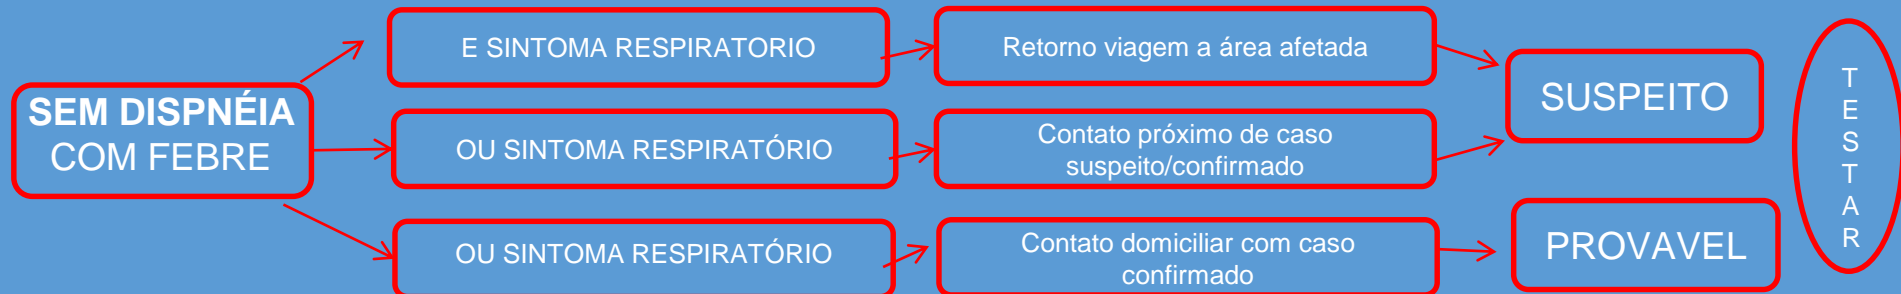 SEM DISPNÉIA
COM FEBRE
E SINTOMA RESPIRATORIO
Retorno viagem a área afetada
OU SINTOMA RESPIRATÓRIO
Contato próximo de caso
suspeito/confirmado
SUSPEITO
OU SINTOMA RESPIRATÓRIO
Contato domiciliar com caso
confirmado
PROVAVEL
T
E
S
T
A
R